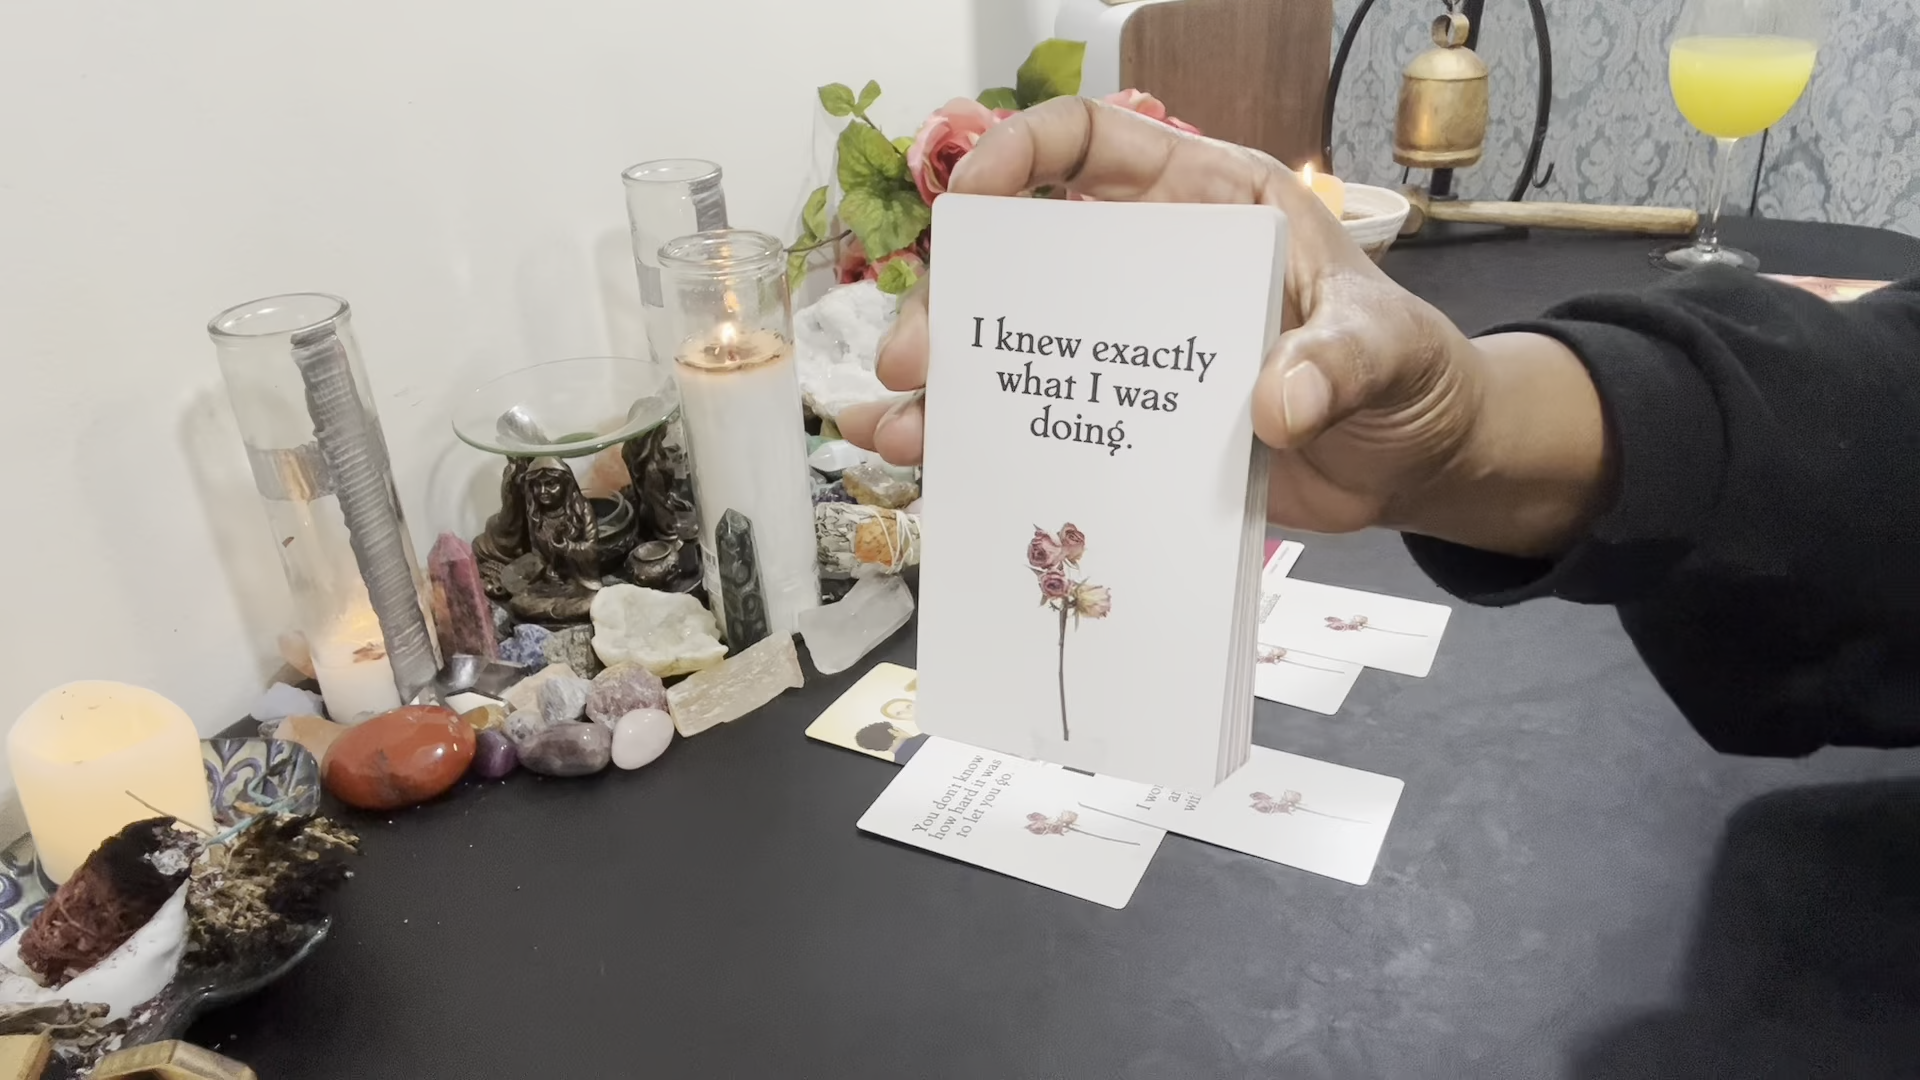 I knew exactly
what I was
doing.
You don't know
how hard it was
to let you go.